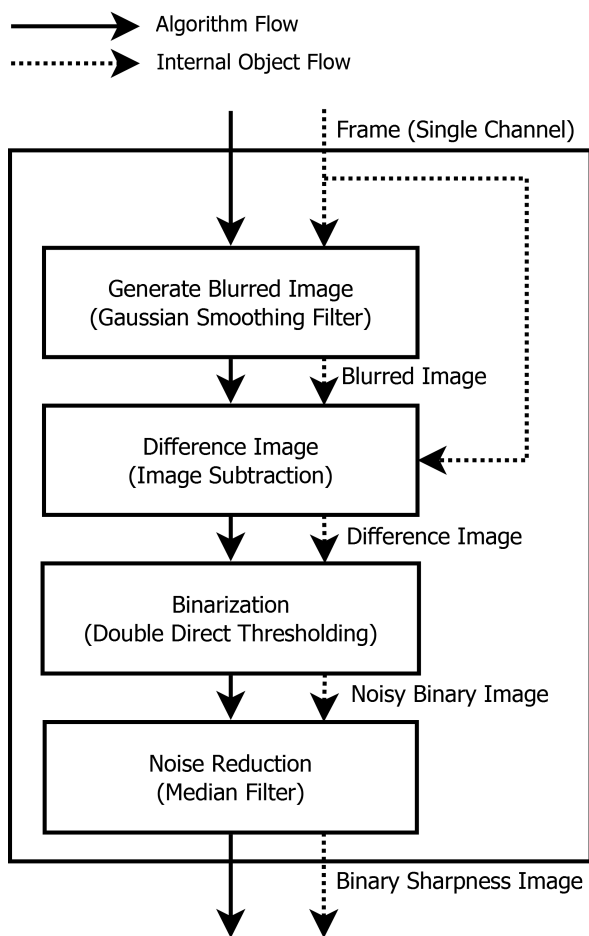 Algorithm Flow
Internal Object Flow
Frame (Single Channel)
Generate Blurred Image
(Gaussian Smoothing Filter)
Blurred Image
Difference Image
(Image Subtraction)
Difference Image
Binarization
(Double Direct Thresholding)
Noisy Binary Image
Noise Reduction
(Median Filter)
Binary Sharpness Image